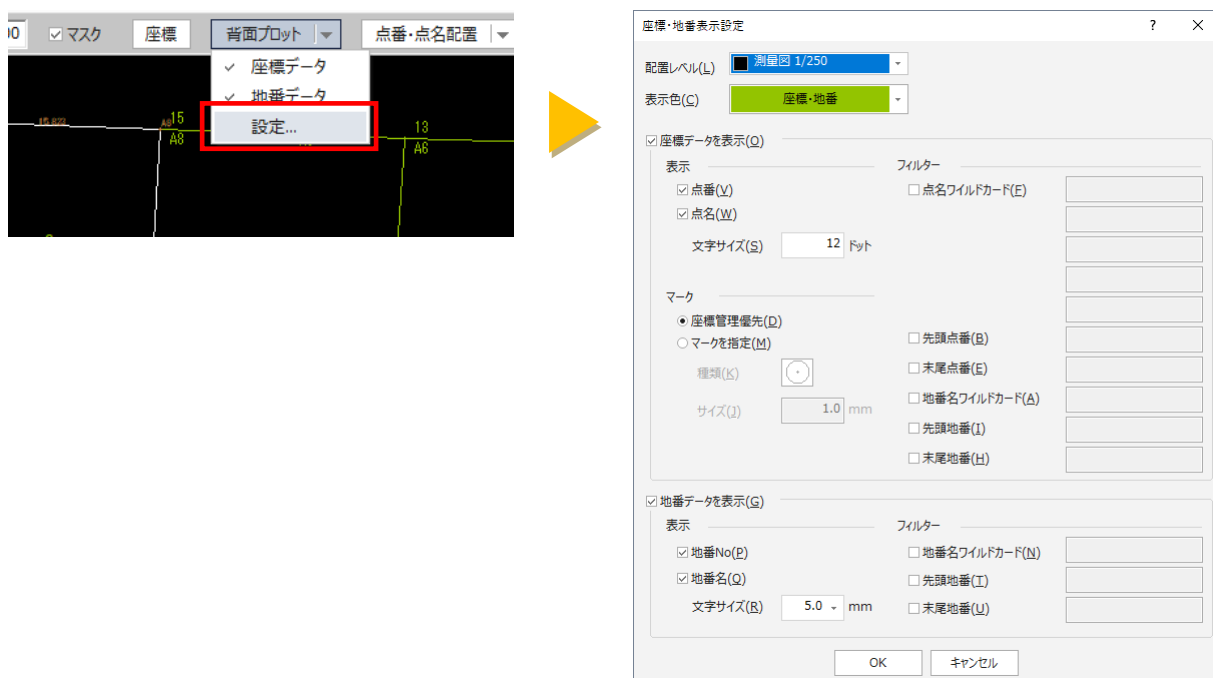 00 マスク 座標 背面プロット 点番・点名配置
座標データ
地番データ
設定...
15.823 A9 15
A8
13
A6
座標・地番表示設定 ? ×
配置レベル(L) 測量図 1/250
表示色(C) 座標・地番
座標データを表示(O)
表示 フィルター
点番(V) 点名ワイルドカード(F)
点名(W)
文字サイズ(S) 12 ドット
マーク
座標管理優先(D)
マークを指定(M) 先頭点番(B)
種類(K) 末尾点番(E)
サイズ(J) 1.0 mm 地番名ワイルドカード(A)
先頭地番(I)
末尾地番(H)
地番データを表示(G)
表示 フィルター
地番No(P) 地番名ワイルドカード(N)
地番名(Q) 先頭地番(T)
文字サイズ(R) 5.0 mm 末尾地番(U)
OK キャンセル